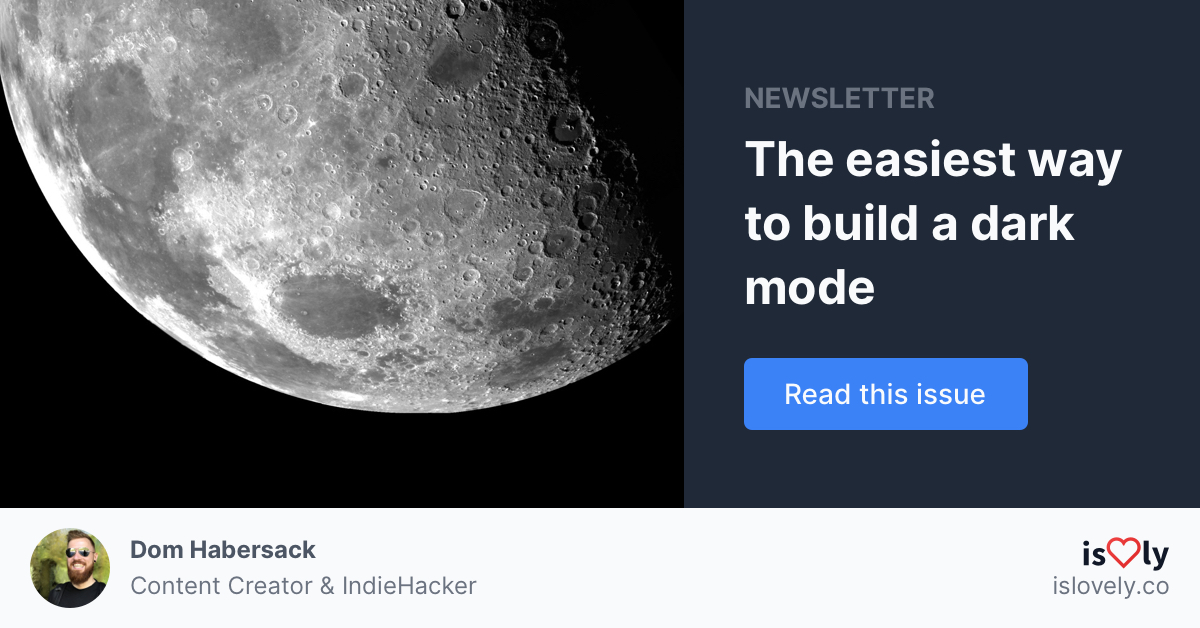 NEWSLETTER
The easiest way
to build a dark
mode
Read this issue
Dom Habersack
Content Creator & IndieHacker
is♡ly
islovely.co